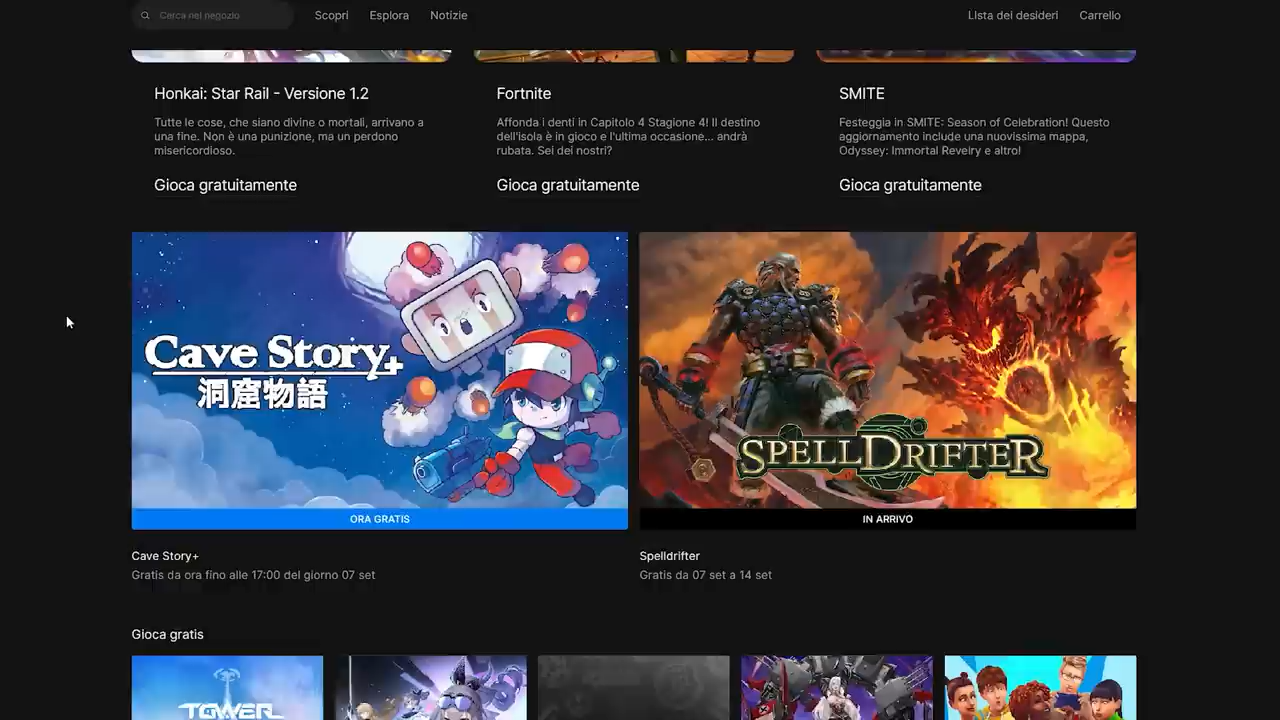 Cerca nel negozio
Scopri
Esplora
Notizie
Lista dei desideri
Carrello
Honkai: Star Rail - Versione 1.2
Tutte le cose, che siano divine o mortali, arrivano a
una fine. Non è una punizione, ma un perdono
misericordioso.
Gioca gratuitamente
Fortnite
Affonda i denti in Capitolo 4 Stagione 4! Il destino
dell'isola è in gioco e l'ultima occasione... andrà
rubata. Sei dei nostri?
Gioca gratuitamente
SMITE
Festeggia in SMITE: Season of Celebration! Questo
aggiornamento include una nuovissima mappa,
Odyssey: Immortal Reveiry e altro!
Gioca gratuitamente
Cave Story+
洞窟物語
ORA GRATIS
Cave Story+
Gratis da ora fino alle 17:00 del giorno 07 set
SPELLDRIFTER
IN ARRIVO
Spelldrifter
Gratis da 07 set a 14 set
Gioca gratis
TOWER